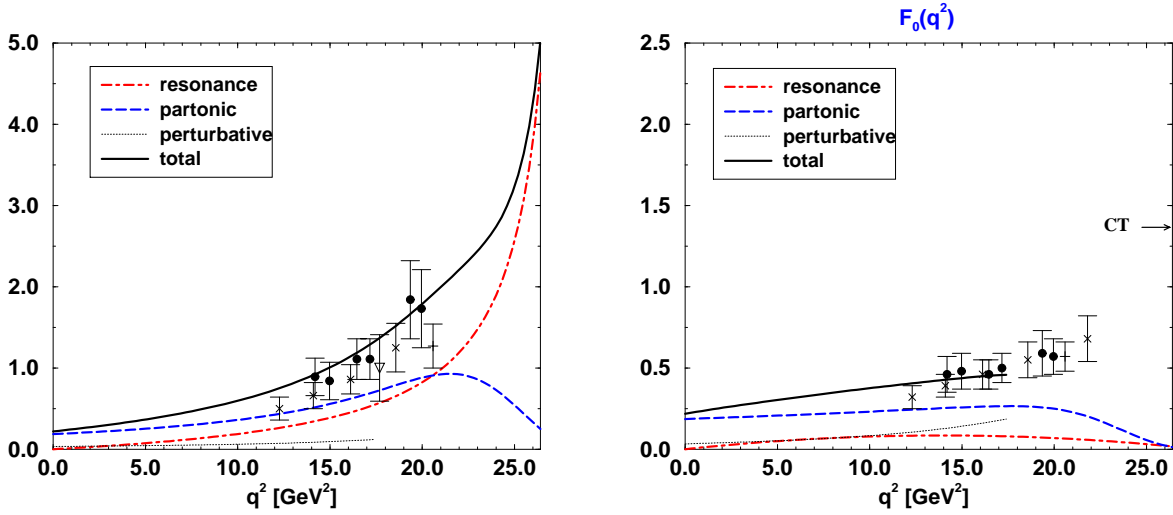 F₀(q²)
5.0
4.0
3.0
2.0
1.0
0.0
resonance
partonic
perturbative
total
0.0 5.0 10.0 15.0 20.0 25.0
q² [GeV²]
2.5
2.0
1.5
1.0
0.5
0.0
resonance
partonic
perturbative
total
CT
0.0 5.0 10.0 15.0 20.0 25.0
q² [GeV²]